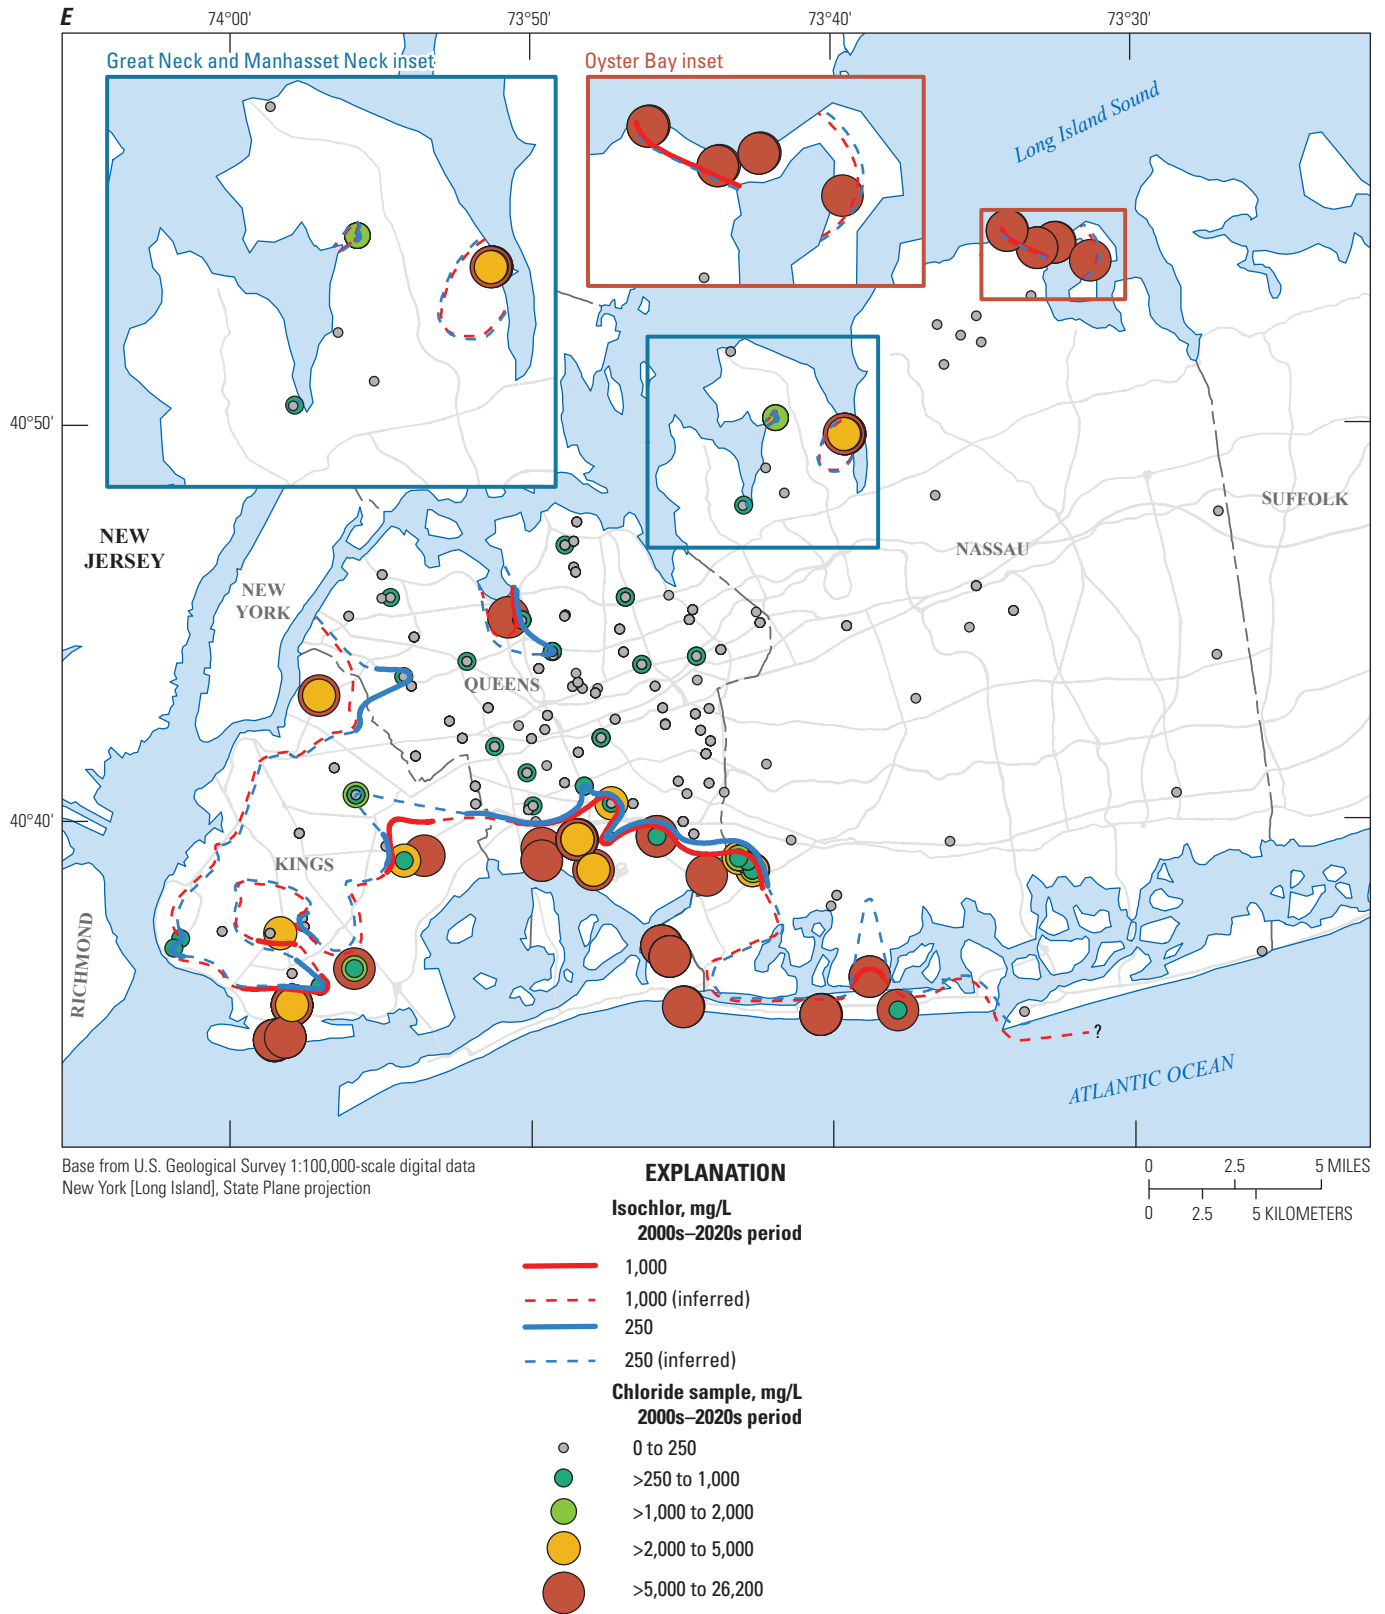 E
74°00'
73°50'
73°40'
73°30'
Great Neck and Manhasset Neck inset
Oyster Bay inset
Long Island Sound
40°50'
NEW
JERSEY
NEW
YORK
SUFFOLK
NASSAU
QUEENS
40°40'
KINGS
RICHMOND
?
ATLANTIC OCEAN
Base from U.S. Geological Survey 1:100,000-scale digital data
New York [Long Island], State Plane projection
0 2.5 5 MILES
0 2.5 5 KILOMETERS
EXPLANATION
Isochlor, mg/L
2000s–2020s period
1,000
1,000 (inferred)
250
250 (inferred)
Chloride sample, mg/L
2000s–2020s period
0 to 250
>250 to 1,000
>1,000 to 2,000
>2,000 to 5,000
>5,000 to 26,200